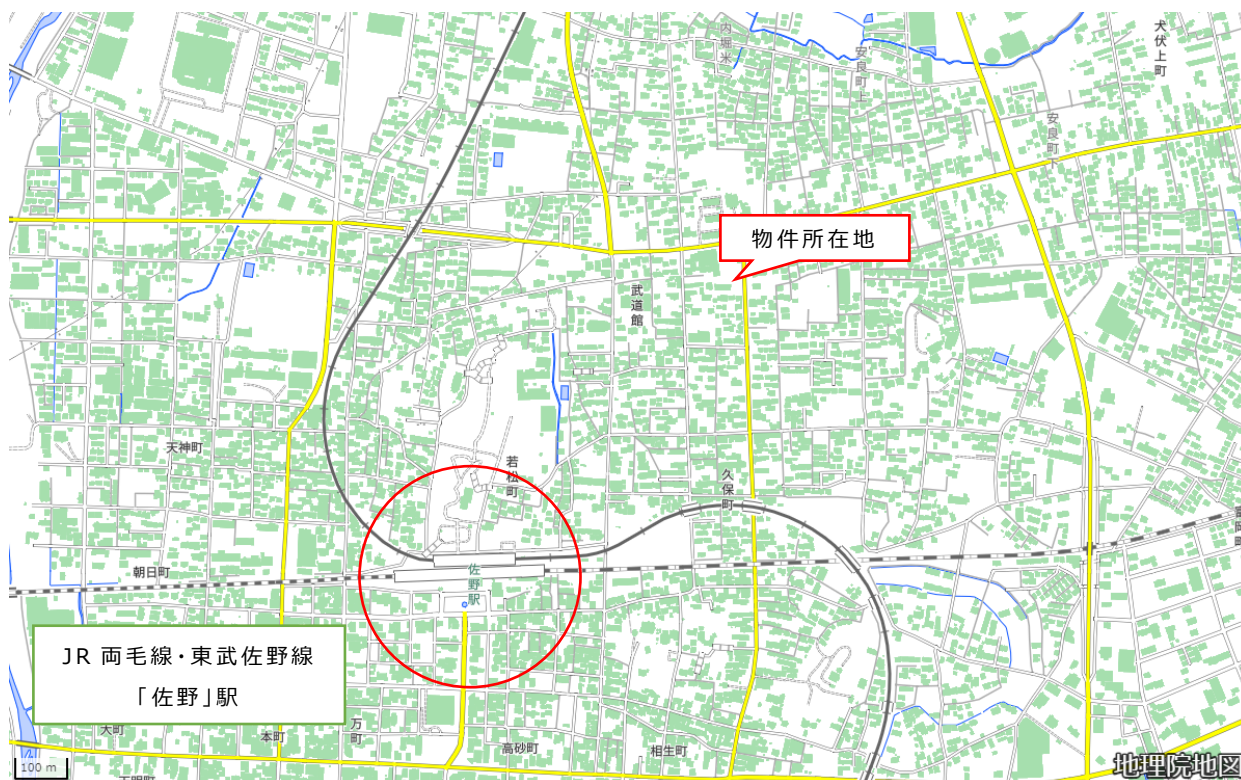 内堀米
安良町上
犬伏上町
安良町下
物件所在地
武道館
天神町
若松町
久保町
富岡町
朝日町
佐野駅
JR 両毛線・東武佐野線
「佐野」駅
大町
本町
万町
高砂町
相生町
100 m
地理院地図